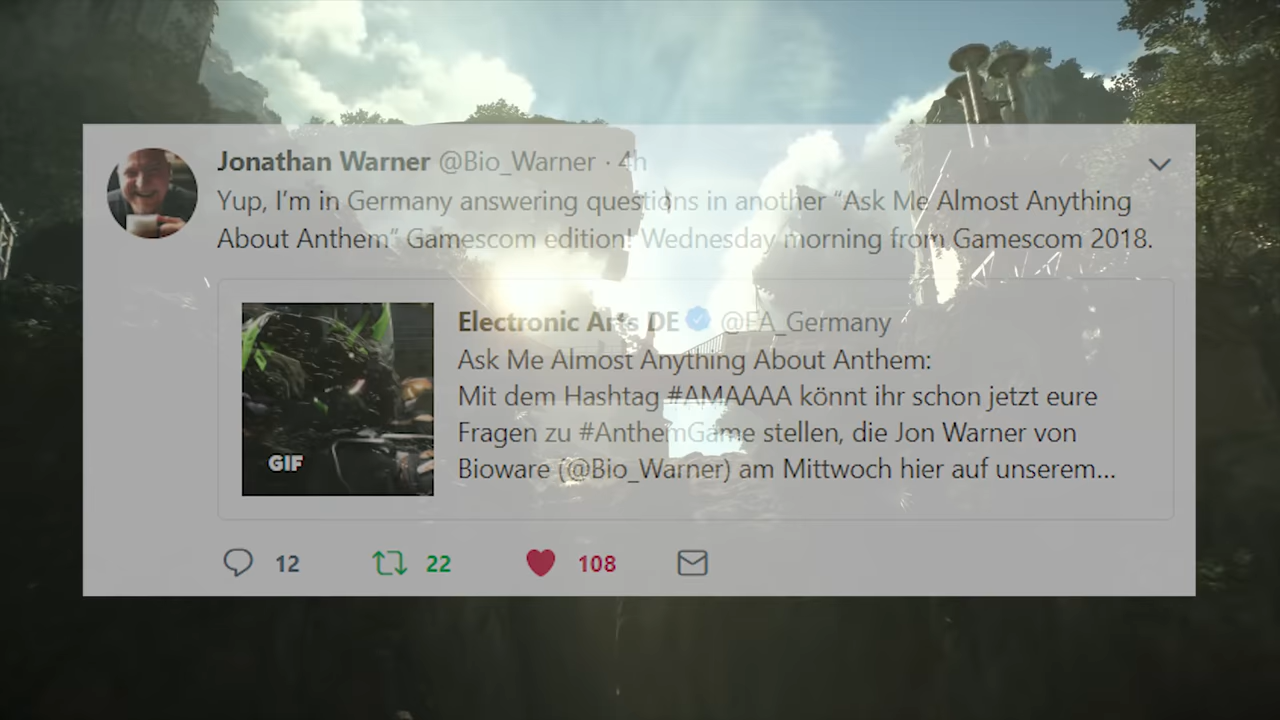 Jonathan Warner @Bio_Warner · 4h
Yup, I'm in Germany answering questions in another “Ask Me Almost Anything
About Anthem” Gamescom edition! Wednesday morning from Gamescom 2018.
Electronic Arts DE @EA_Germany
Ask Me Almost Anything About Anthem:
Mit dem Hashtag #AMAAAA könnt ihr schon jetzt eure
Fragen zu #AnthemGame stellen, die Jon Warner von
Bioware (@Bio_Warner) am Mittwoch hier auf unserem...
GIF
12 22 108